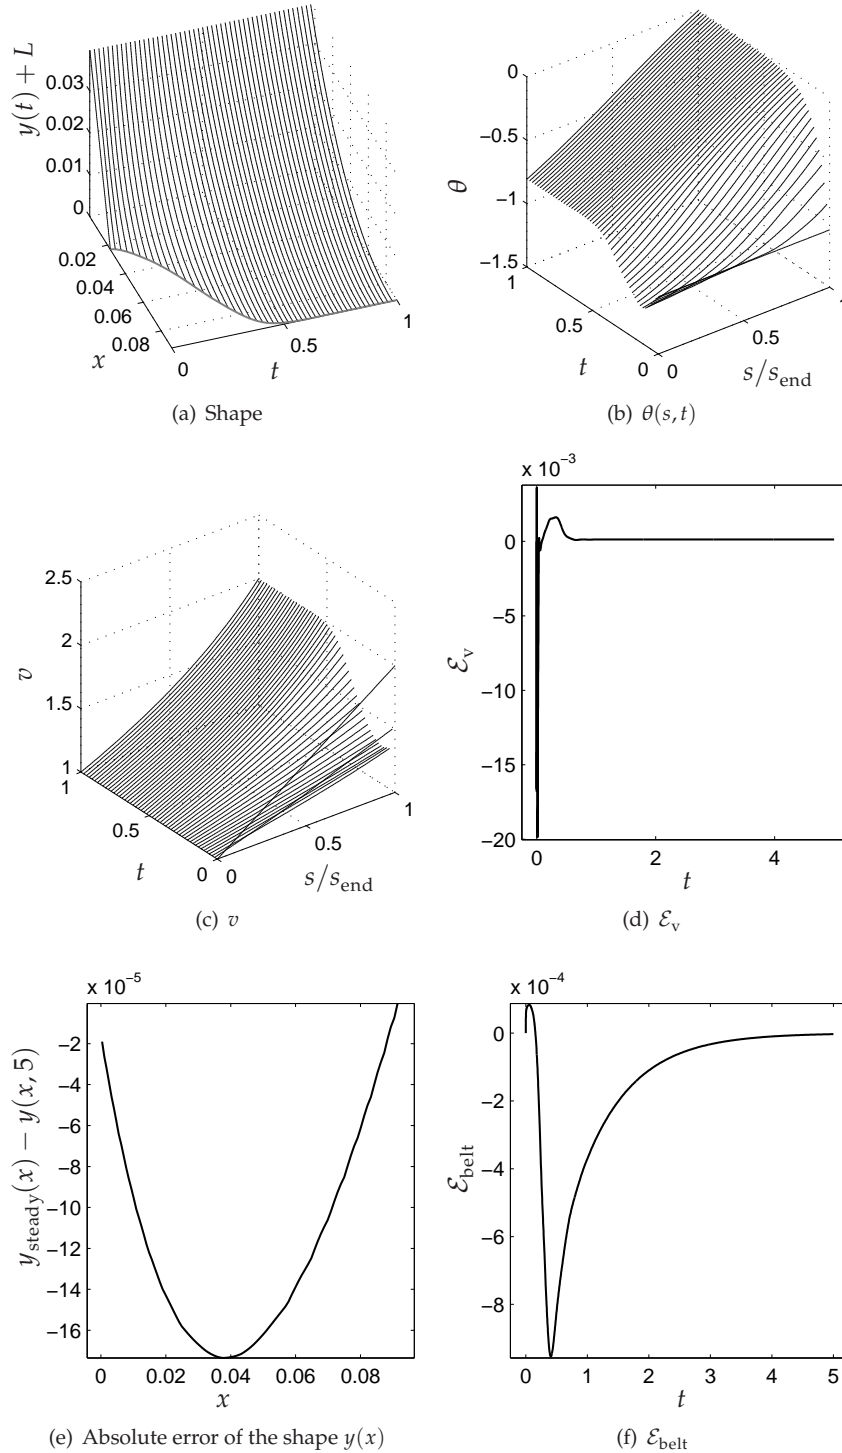 y(t) + L
0.03
0.02
0.01
0
0.02
0.04
0.06
0.08
x
0
0.5
1
t
(a) Shape
θ
0
−0.5
−1
−1.5
1
0.5
0
t
0
0.5
1
s/s_end
(b) θ(s, t)
v
2.5
2
1.5
1
1
0.5
0
t
0
0.5
1
s/s_end
(c) v
x 10⁻³
0
−5
−10
−15
−20
ℰ_v
0 2 4
t
(d) ℰ_v
x 10⁻⁵
−2
−4
−6
−8
−10
−12
−14
−16
y_steady(x) − y(x, 5)
0 0.02 0.04 0.06 0.08
x
(e) Absolute error of the shape y(x)
x 10⁻⁴
0
−2
−4
−6
−8
ℰ_belt
0 1 2 3 4 5
t
(f) ℰ_belt